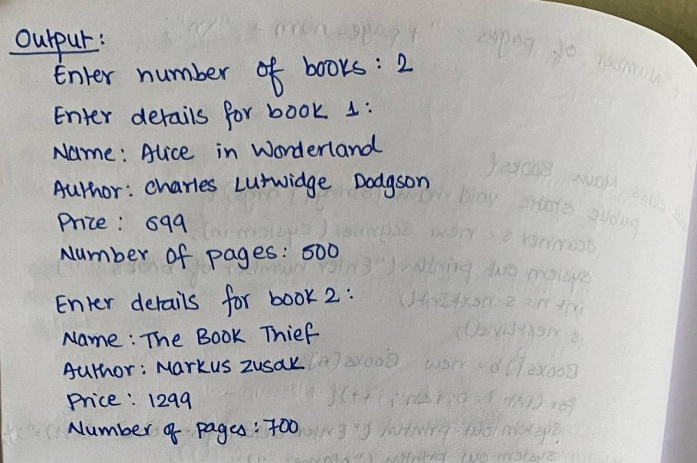 Output:
Enter number of books: 2
Enter details for book 1:
Name: Alice in Wonderland
Author: Charles Lutwidge Dodgson
Price: 699
Number of pages: 500
Enter details for book 2:
Name: The Book Thief
Author: Markus Zusak
Price: 1299
Number of pages: 700